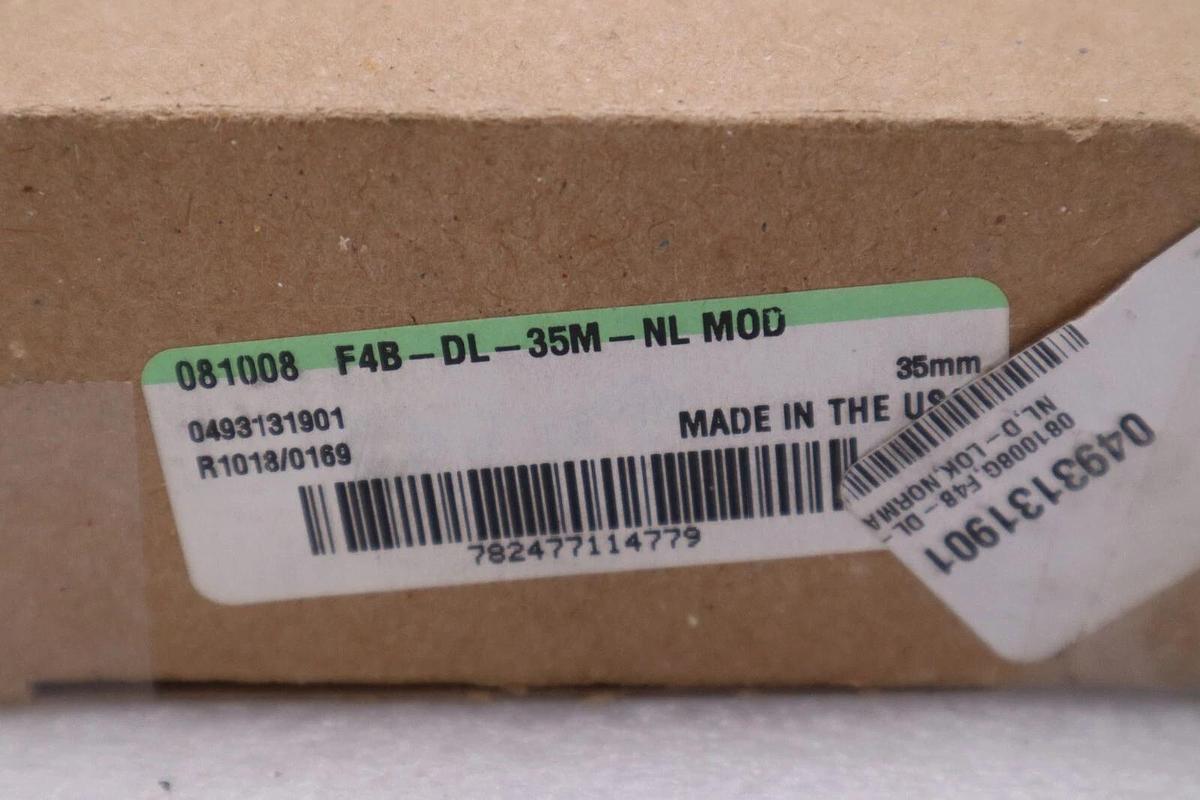 081008 F4B-DL-35M-NL MOD
35mm
0493131901
MADE IN THE
R1018/0169
782477114779
0493131901
081008G, F4B-DL-
NL,D-LOK,NORMA